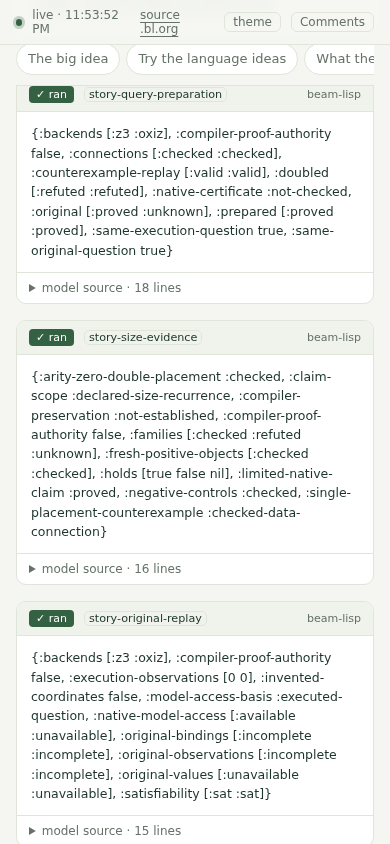 live · 11:53:52 PM
source .bl.org
theme
Comments
The big idea
Try the language ideas
What the
✓ ran
story-query-preparation
beam-lisp
{:backends [:z3 :oxiz], :compiler-proof-authority
false, :connections [:checked :checked],
:counterexample-replay [:valid :valid], :doubled
[:refuted :refuted], :native-certificate :not-checked,
:original [:proved :unknown], :prepared [:proved
:proved], :same-execution-question true, :same-
original-question true}
▶ model source · 18 lines
✓ ran
story-size-evidence
beam-lisp
{:arity-zero-double-placement :checked, :claim-
scope :declared-size-recurrence, :compiler-
preservation :not-established, :compiler-proof-
authority false, :families [:checked :refuted
:unknown], :fresh-positive-objects [:checked
:checked], :holds [true false nil], :limited-native-
claim :proved, :negative-controls :checked, :single-
placement-counterexample :checked-data-
connection}
▶ model source · 16 lines
✓ ran
story-original-replay
beam-lisp
{:backends [:z3 :oxiz], :compiler-proof-authority
false, :execution-observations [0 0], :invented-
coordinates false, :model-access-basis :executed-
question, :native-model-access [:available
:unavailable], :original-bindings [:incomplete
:incomplete], :original-observations [:incomplete
:incomplete], :original-values [:unavailable
:unavailable], :satisfiability [:sat :sat]}
▶ model source · 15 lines